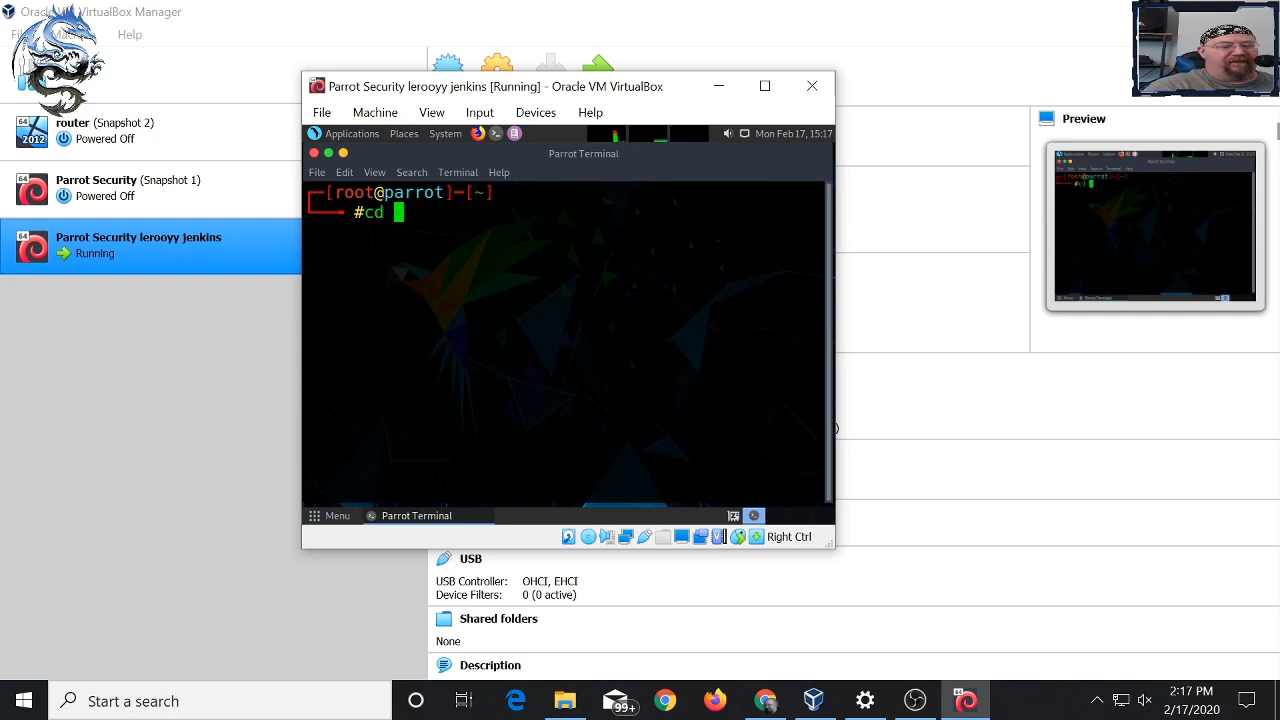 Oracle VM VirtualBox Manager
Help
router (Snapshot 2)
Powered Off
Parrot Security (Snapshot 1)
Powered Off
Parrot Security lerooyy jenkins
Running
Parrot Security lerooyy jenkins [Running] - Oracle VM VirtualBox
File Machine View Input Devices Help
Applications Places System Mon Feb 17, 15:17
Parrot Terminal
File Edit View Search Terminal Help
[root@parrot]─[~]
#cd
Menu Parrot Terminal
Right Ctrl
Preview
USB
USB Controller: OHCI, EHCI
Device Filters: 0 (0 active)
Shared folders
None
Description
Start a search
99+
2:17 PM
2/17/2020